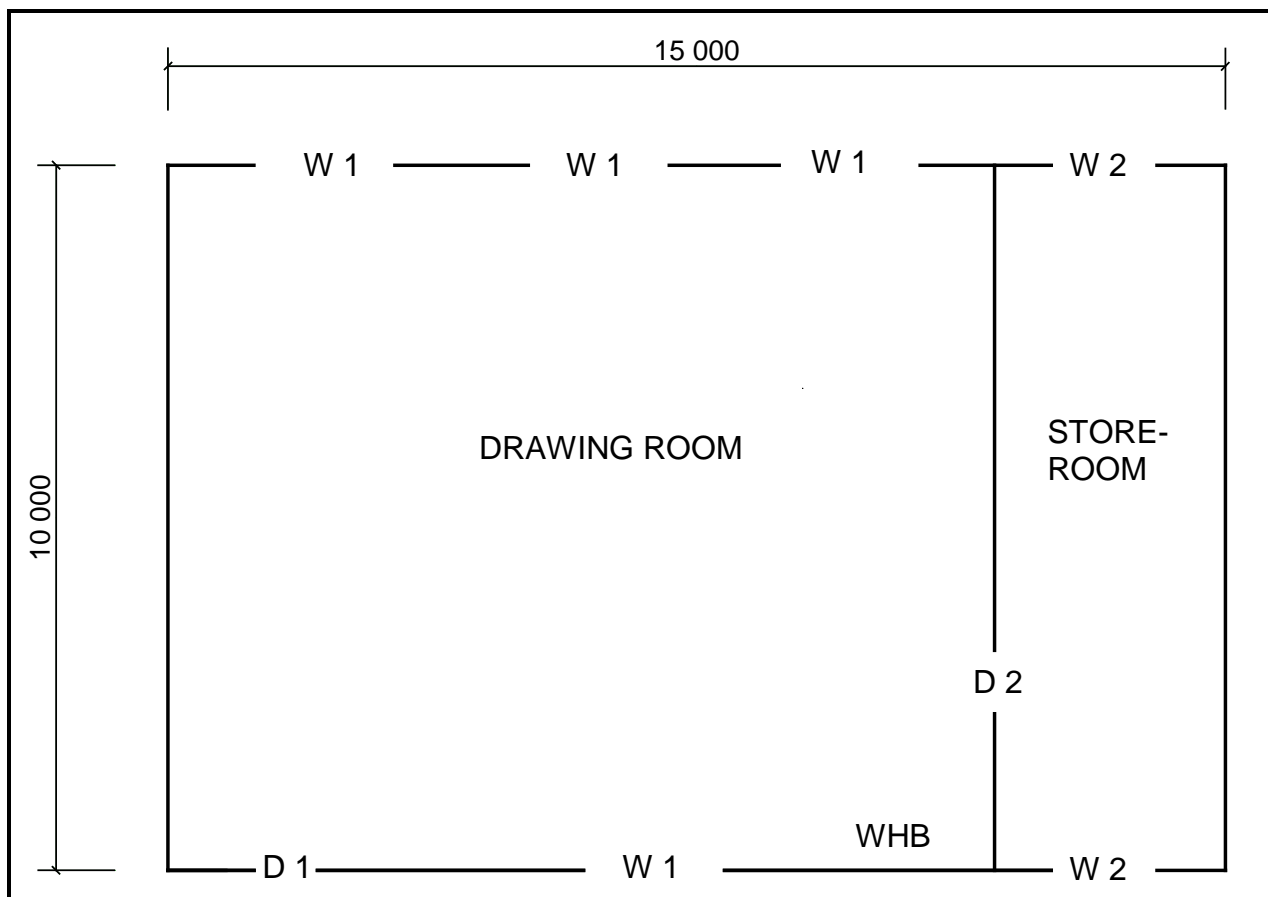 15 000
W 1
W 1
W 1
W 2
DRAWING ROOM
STORE-
ROOM
10 000
D 2
WHB
D 1
W 1
W 2